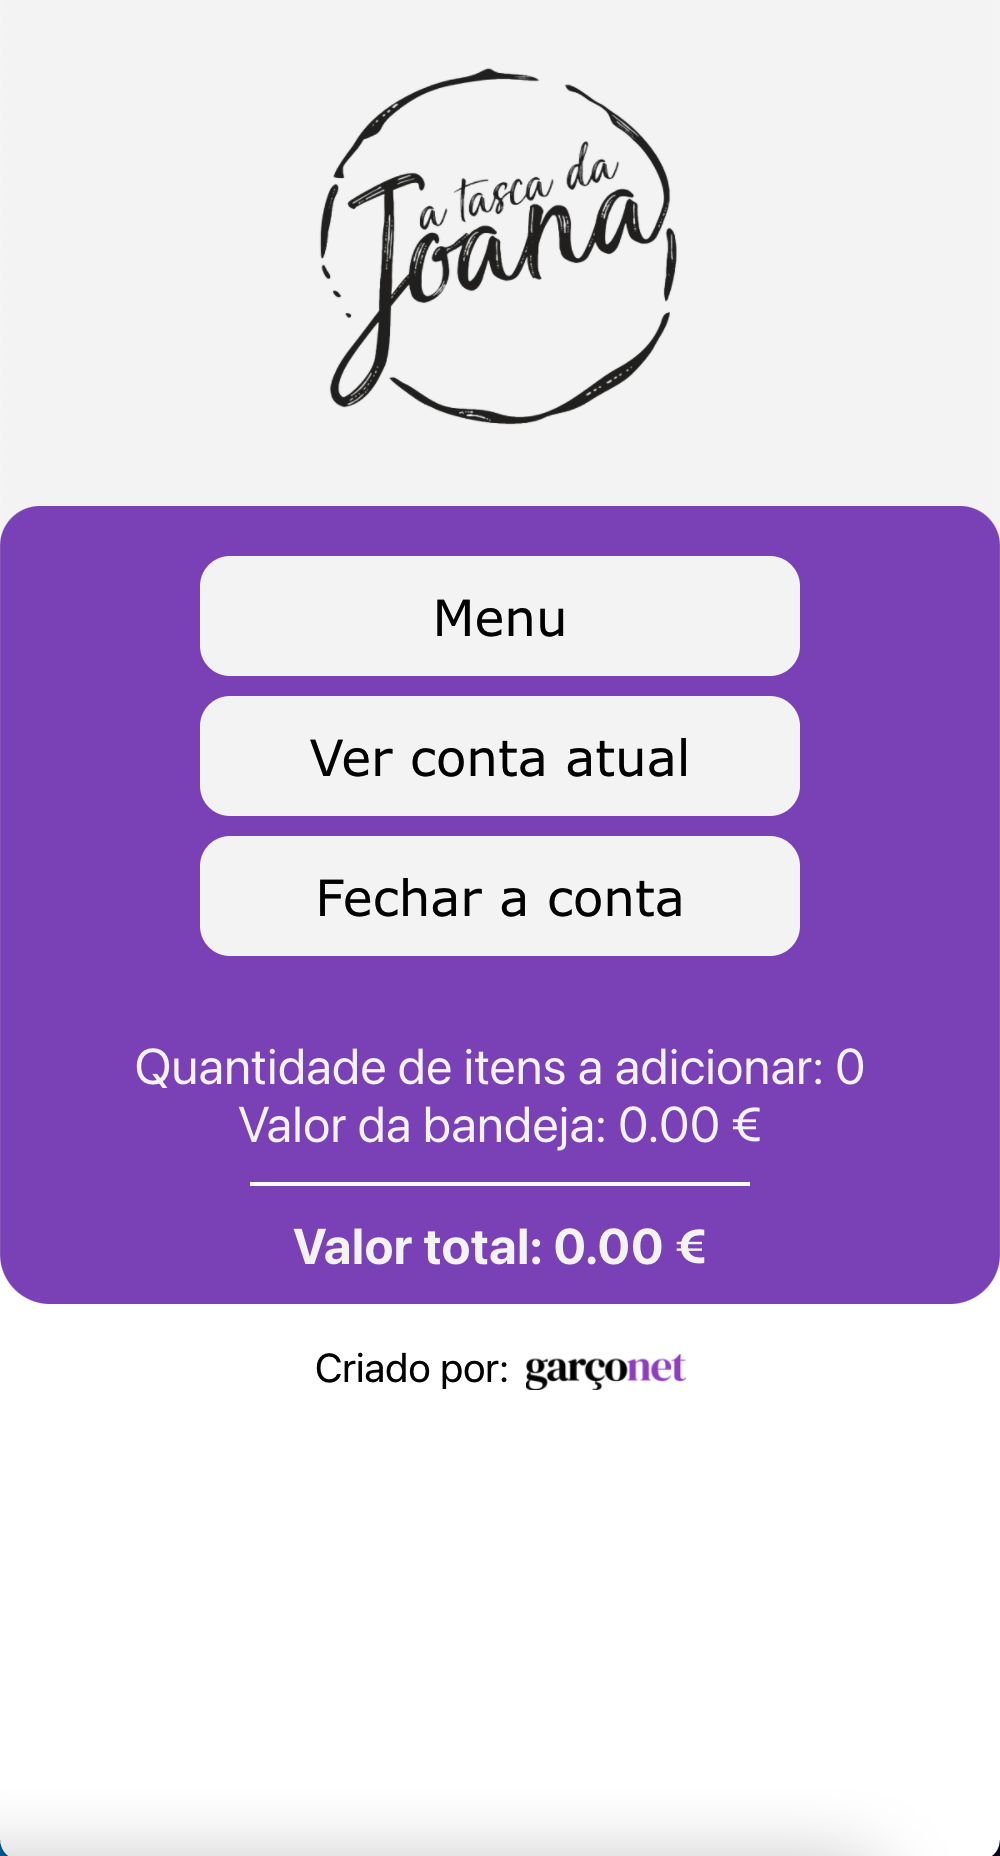 a tasca da
Joana
Menu
Ver conta atual
Fechar a conta
Quantidade de itens a adicionar: 0
Valor da bandeja: 0.00 €
Valor total: 0.00 €
Criado por: garçonet